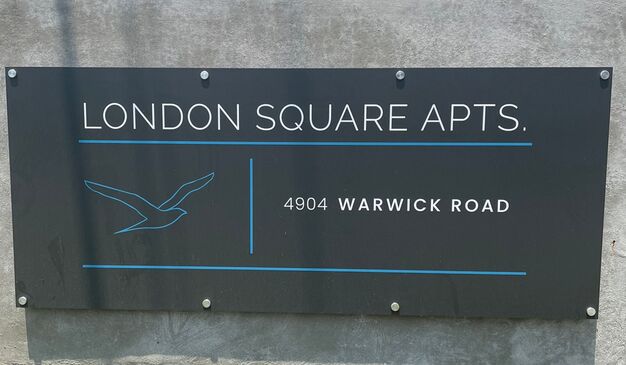 LONDON SQUARE APTS.
4904 WARWICK ROAD